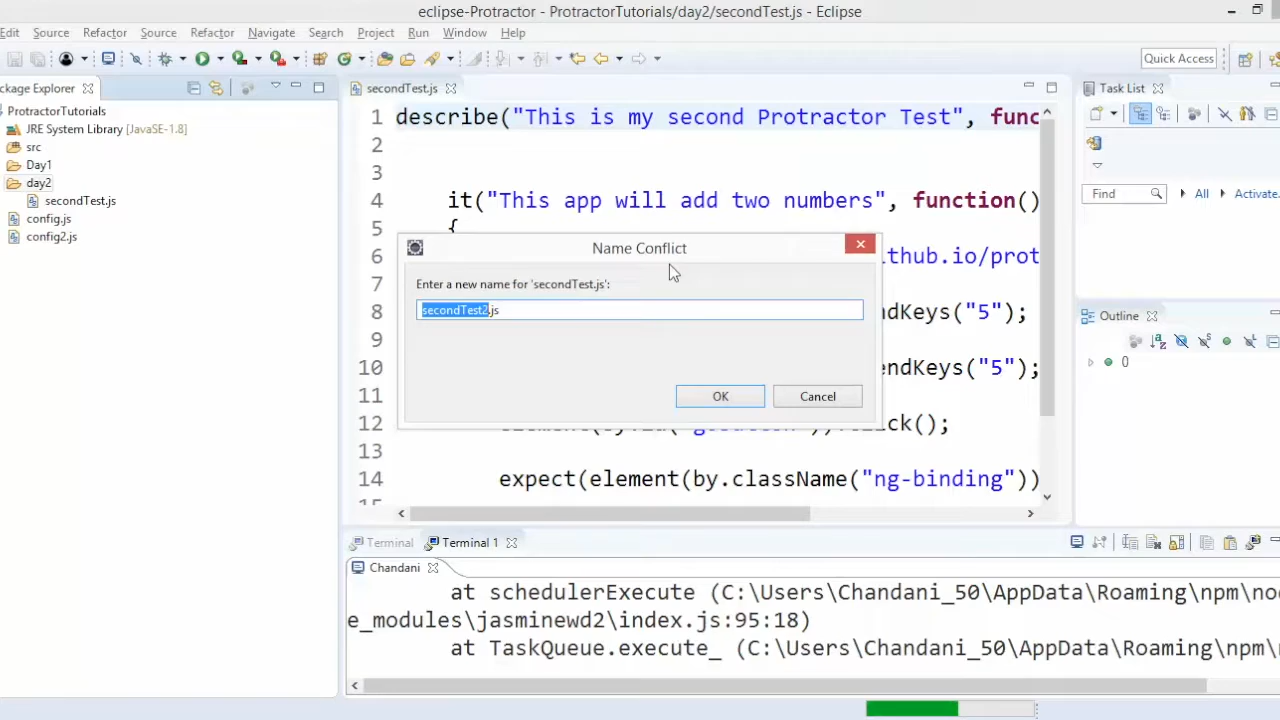 eclipse-Protractor - ProtractorTutorials/day2/secondTest.js - Eclipse
Edit Source Refactor Source Refactor Navigate Search Project Run Window Help
Quick Access
ckage Explorer
ProtractorTutorials
JRE System Library [JavaSE-1.8]
src
Day1
day2
secondTest.js
config.js
config2.js
secondTest.js
1 describe("This is my second Protractor Test", func
2
3
4 it("This app will add two numbers", function()
5 {
6 thub.io/prot
7
8 ndKeys("5");
9
10 endKeys("5");
11
12 click();
13
14 expect(element(by.className("ng-binding"))
15
Name Conflict
Enter a new name for 'secondTest.js':
secondTest2.js
OK Cancel
Task List
Find All Activate.
Outline
()
Terminal Terminal 1
Chandani
at schedulerExecute (C:\Users\Chandani_50\AppData\Roaming\npm\nod
e_modules\jasminewd2\index.js:95:18)
at TaskQueue.execute_ (C:\Users\Chandani_50\AppData\Roaming\npm\n